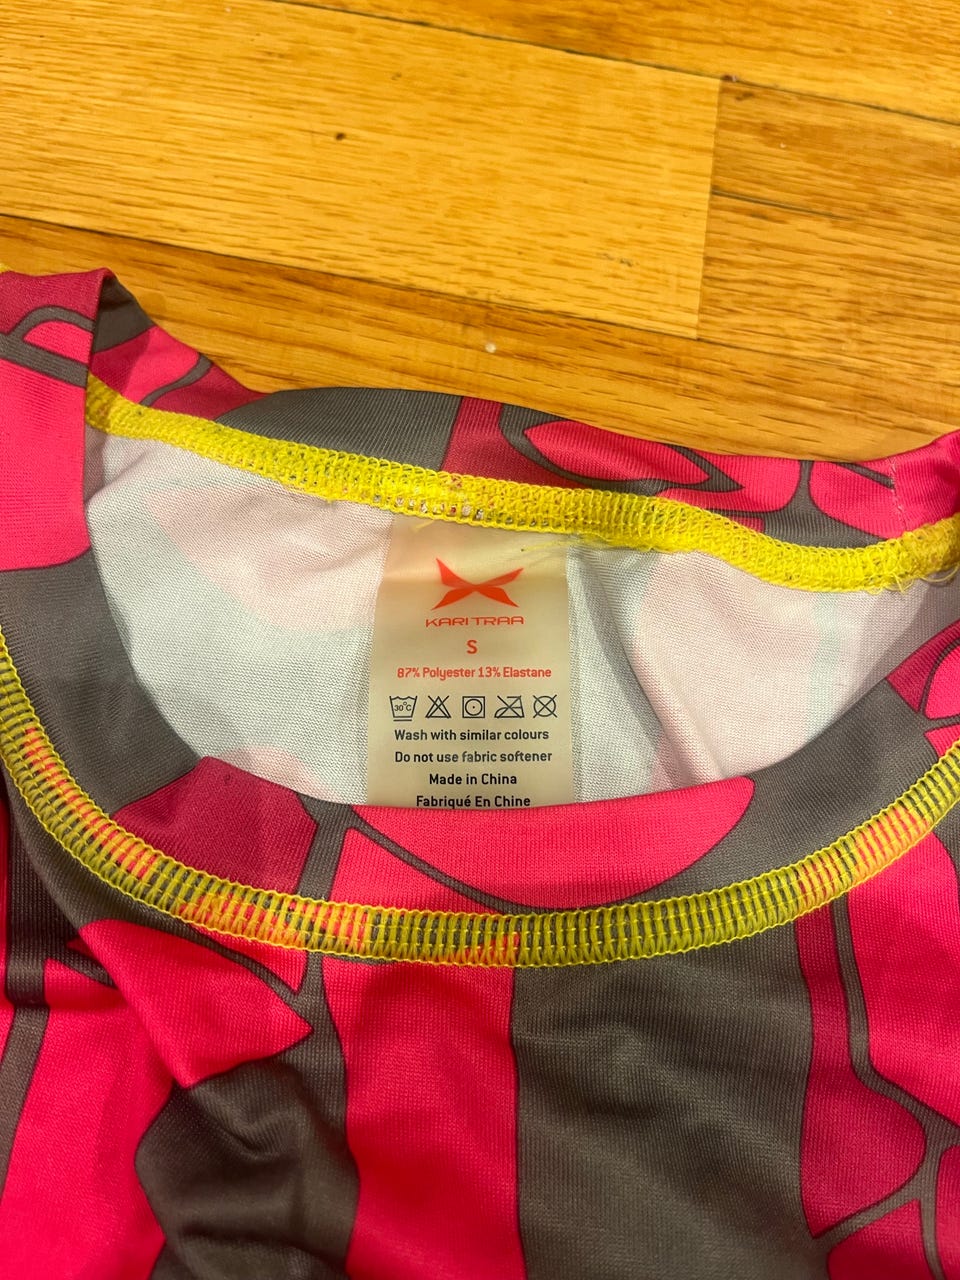 KARI TRAA
S
87% Polyester 13% Elastane
30°C
Wash with similar colours
Do not use fabric softener
Made in China
Fabriqué En Chine